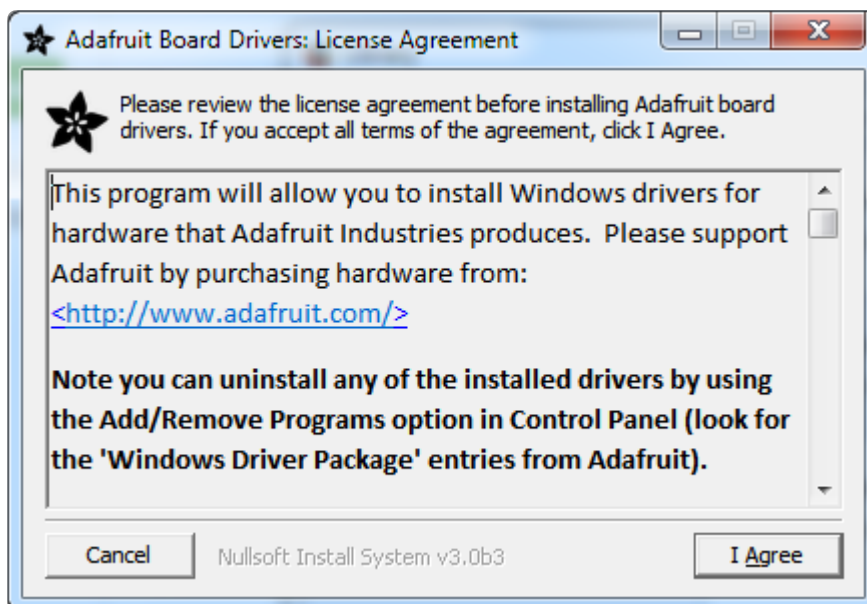 Adafruit Board Drivers: License Agreement
Please review the license agreement before installing Adafruit board
drivers. If you accept all terms of the agreement, click I Agree.
This program will allow you to install Windows drivers for
hardware that Adafruit Industries produces.  Please support
Adafruit by purchasing hardware from:
<http://www.adafruit.com/>
Note you can uninstall any of the installed drivers by using
the Add/Remove Programs option in Control Panel (look for
the 'Windows Driver Package' entries from Adafruit).
Cancel
Nullsoft Install System v3.0b3
I Agree